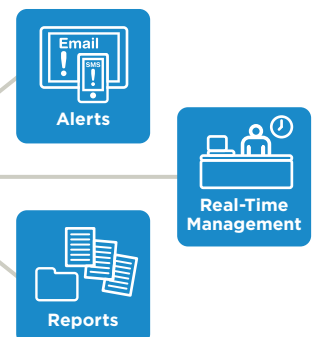 Email
SMS
Alerts
Real-Time
Management
Reports